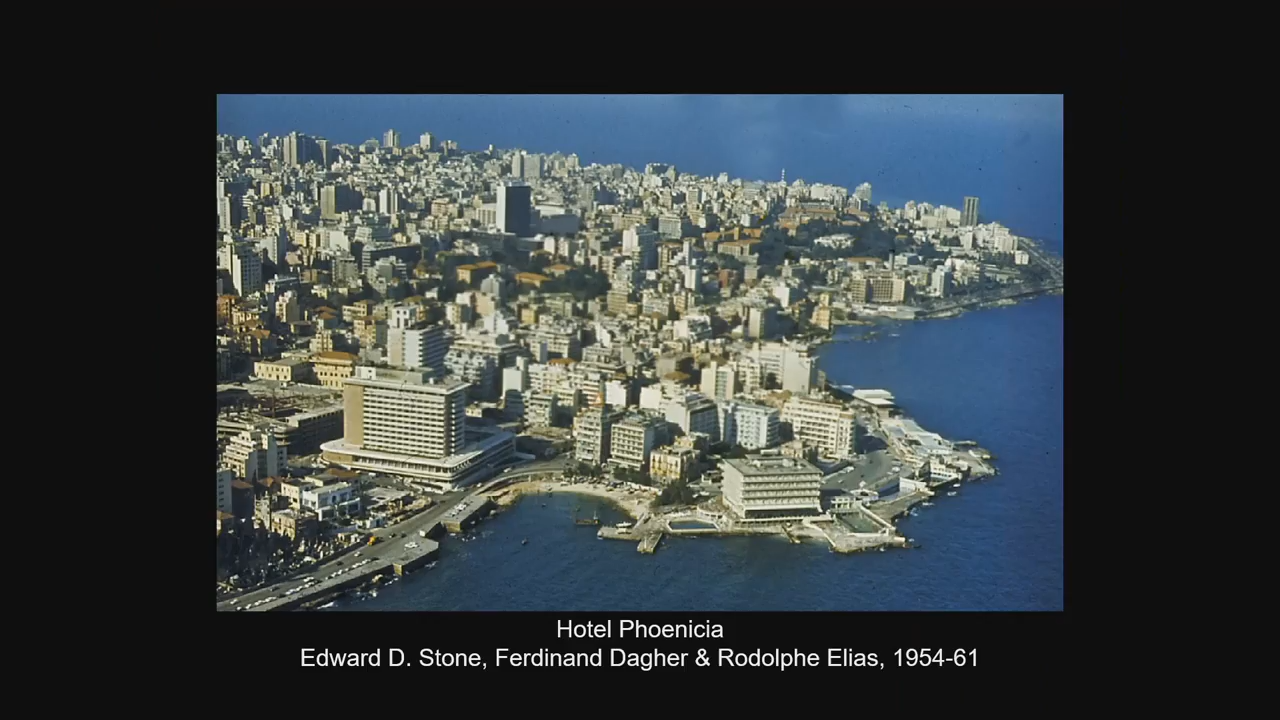 Hotel Phoenicia
Edward D. Stone, Ferdinand Dagher & Rodolphe Elias, 1954-61